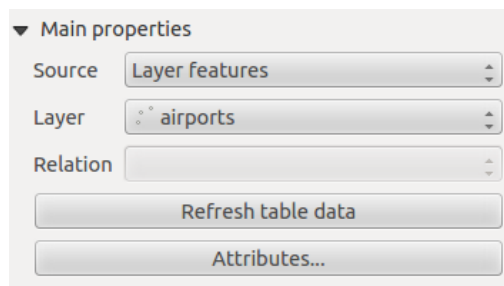 Main properties
Source Layer features
Layer airports
Relation
Refresh table data
Attributes...